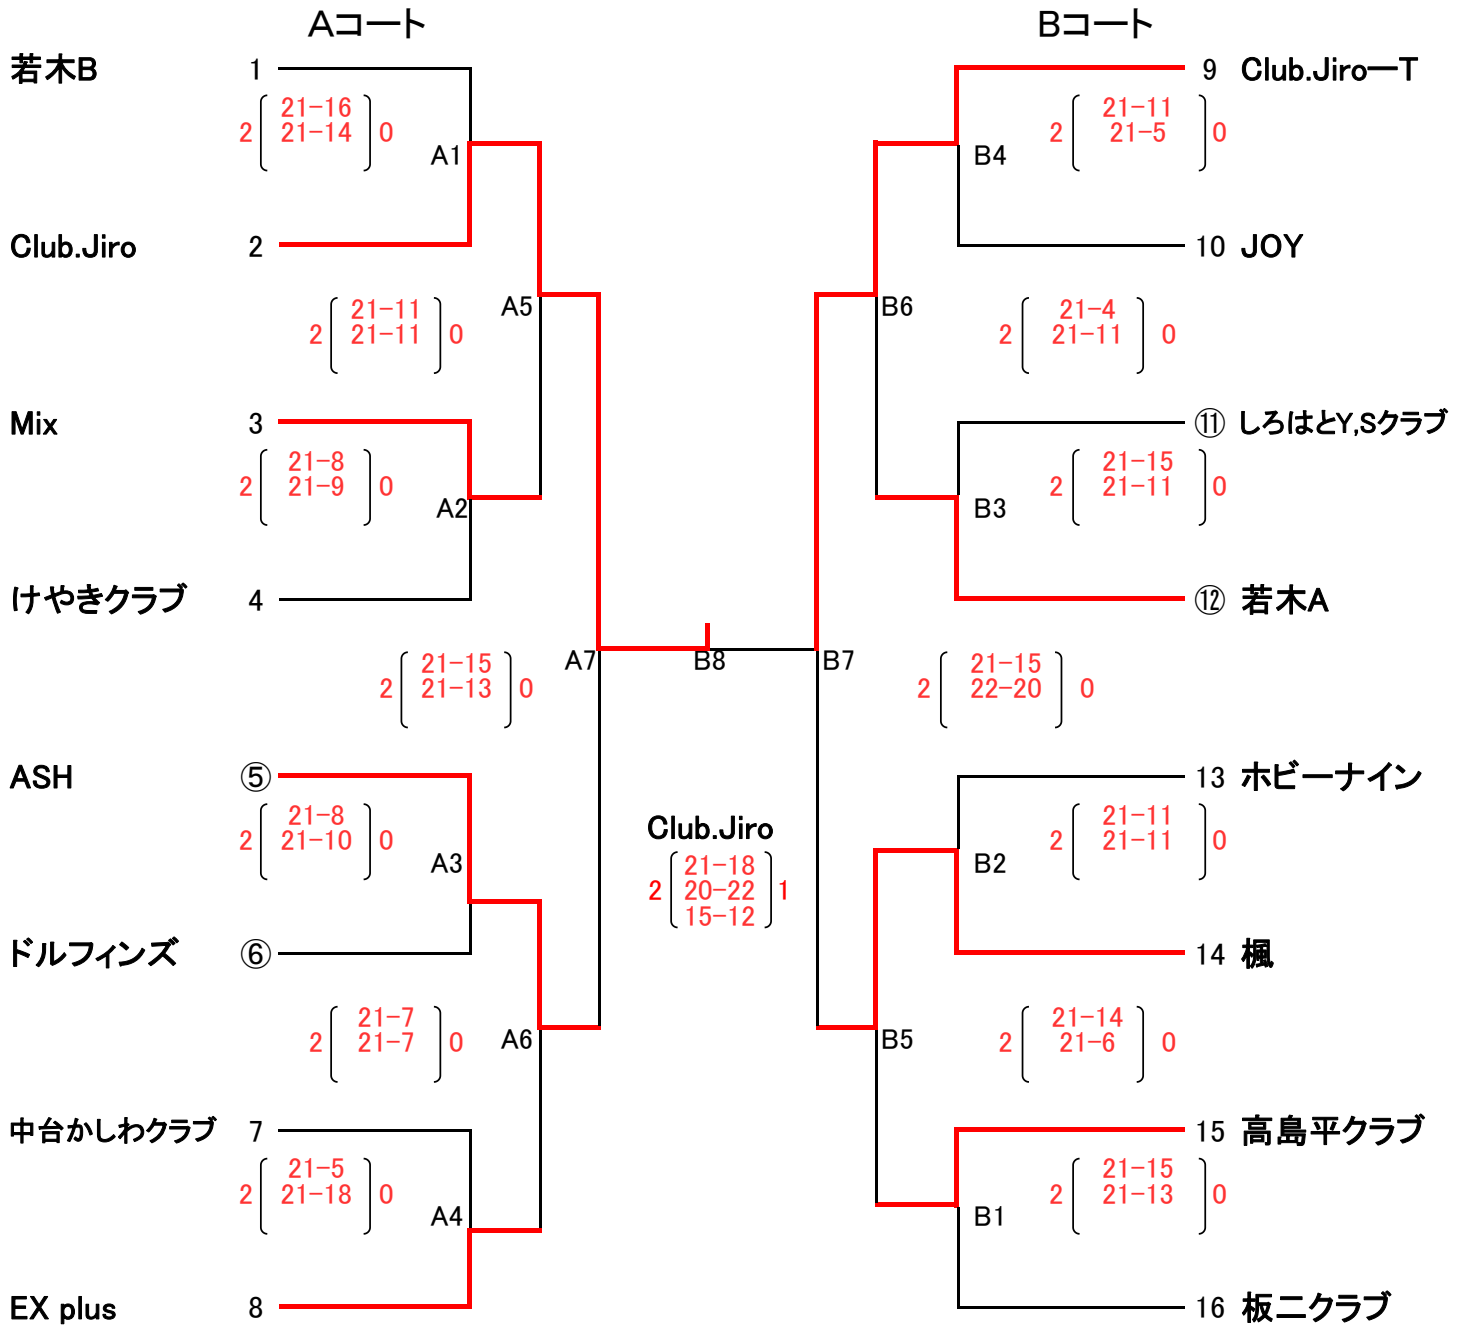 Aコート
Bコート
若木B 1
9 Club.JiroーT
21-16
2 21-14 0
A1
21-11
2 21-5 0
B4
Club.Jiro 2
10 JOY
21-11
2 21-11 0
A5
21-4
2 21-11 0
B6
Mix 3
⑪ しろはとY,Sクラブ
21-8
2 21-9 0
A2
21-15
2 21-11 0
B3
けやきクラブ 4
⑫ 若木A
21-15
2 21-13 0
A7
B8
B7
21-15
2 22-20 0
ASH ⑤
13 ホビーナイン
21-8
2 21-10 0
A3
Club.Jiro
21-18
2 20-22 1
15-12
21-11
2 21-11 0
B2
ドルフィンズ ⑥
14 楓
21-7
2 21-7 0
A6
21-14
2 21-6 0
B5
中台かしわクラブ 7
15 高島平クラブ
21-5
2 21-18 0
A4
21-15
2 21-13 0
B1
EX plus 8
16 板二クラブ